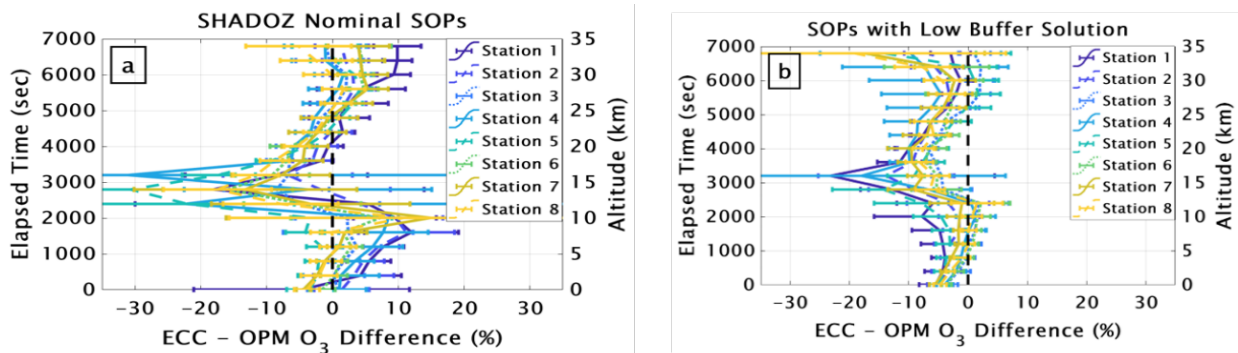 SHADOZ Nominal SOPs
a
7000
6000
5000
4000
3000
2000
1000
0
Elapsed Time (sec)
-30 -20 -10 0 10 20 30
ECC - OPM O3 Difference (%)
35
30
25
20
15
10
5
0
Altitude (km)
Station 1
Station 2
Station 3
Station 4
Station 5
Station 6
Station 7
Station 8
SOPs with Low Buffer Solution
b
7000
6000
5000
4000
3000
2000
1000
0
Elapsed Time (sec)
-30 -20 -10 0 10 20 30
ECC - OPM O3 Difference (%)
35
30
25
20
15
10
5
0
Altitude (km)
Station 1
Station 2
Station 3
Station 4
Station 5
Station 6
Station 7
Station 8